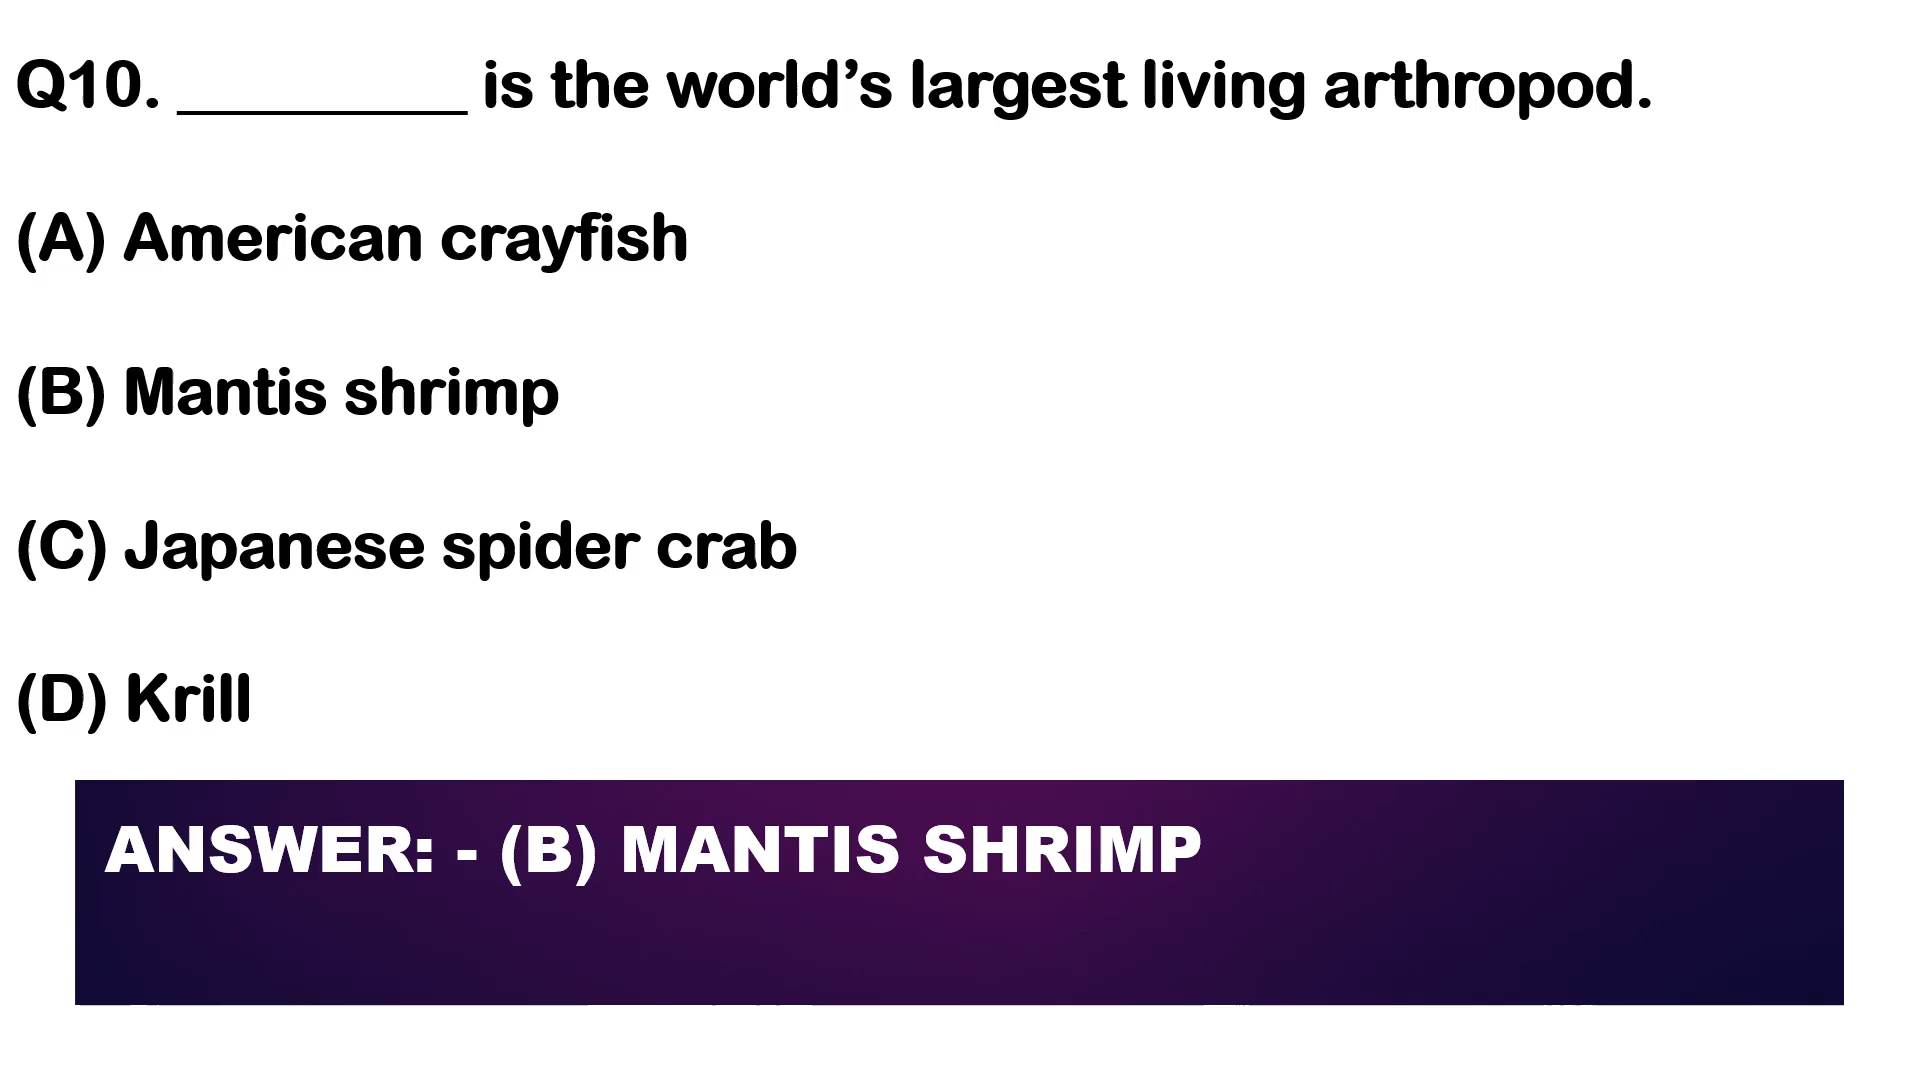 Q10. _________ is the world’s largest living arthropod.
(A) American crayfish
(B) Mantis shrimp
(C) Japanese spider crab
(D) Krill
ANSWER: - (B) MANTIS SHRIMP